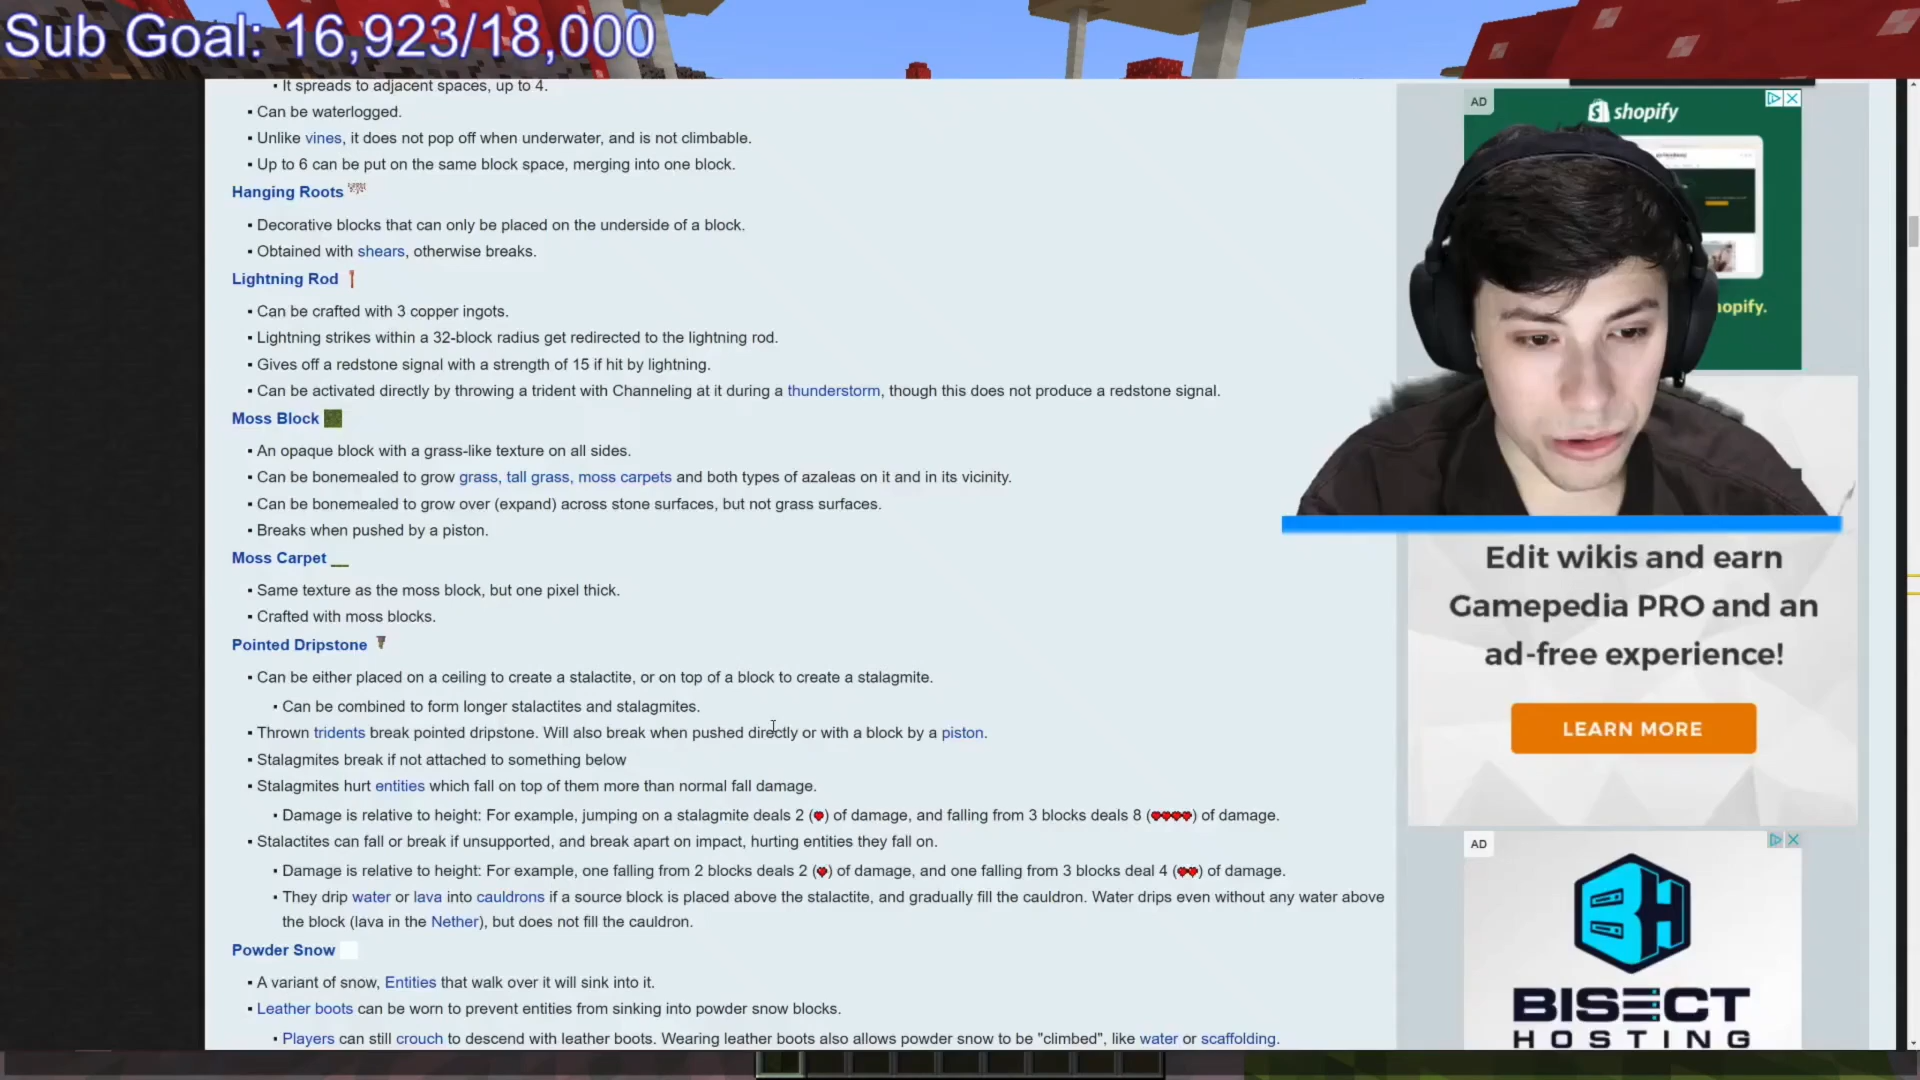 Sub Goal: 16,923/18,000
It spreads to adjacent spaces, up to 4.
Can be waterlogged.
Unlike vines, it does not pop off when underwater, and is not climbable.
Up to 6 can be put on the same block space, merging into one block.
Hanging Roots
Decorative blocks that can only be placed on the underside of a block.
Obtained with shears, otherwise breaks.
Lightning Rod
Can be crafted with 3 copper ingots.
Lightning strikes within a 32-block radius get redirected to the lightning rod.
Gives off a redstone signal with a strength of 15 if hit by lightning.
Can be activated directly by throwing a trident with Channeling at it during a thunderstorm, though this does not produce a redstone signal.
Moss Block
An opaque block with a grass-like texture on all sides.
Can be bonemealed to grow grass, tall grass, moss carpets and both types of azaleas on it and in its vicinity.
Can be bonemealed to grow over (expand) across stone surfaces, but not grass surfaces.
Breaks when pushed by a piston.
Moss Carpet
Same texture as the moss block, but one pixel thick.
Crafted with moss blocks.
Pointed Dripstone
Can be either placed on a ceiling to create a stalactite, or on top of a block to create a stalagmite.
Can be combined to form longer stalactites and stalagmites.
Thrown tridents break pointed dripstone. Will also break when pushed directly or with a block by a piston.
Stalagmites break if not attached to something below
Stalagmites hurt entities which fall on top of them more than normal fall damage.
Damage is relative to height: For example, jumping on a stalagmite deals 2 (♥) of damage, and falling from 3 blocks deals 8 (♥♥♥♥) of damage.
Stalactites can fall or break if unsupported, and break apart on impact, hurting entities they fall on.
Damage is relative to height: For example, one falling from 2 blocks deals 2 (♥) of damage, and one falling from 3 blocks deal 4 (♥♥) of damage.
They drip water or lava into cauldrons if a source block is placed above the stalactite, and gradually fill the cauldron. Water drips even without any water above
the block (lava in the Nether), but does not fill the cauldron.
Powder Snow
A variant of snow, Entities that walk over it will sink into it.
Leather boots can be worn to prevent entities from sinking into powder snow blocks.
Players can still crouch to descend with leather boots. Wearing leather boots also allows powder snow to be "climbed", like water or scaffolding.
AD
shopify
hopify.
Edit wikis and earn
Gamepedia PRO and an
ad-free experience!
LEARN MORE
AD
BISECT
HOSTING